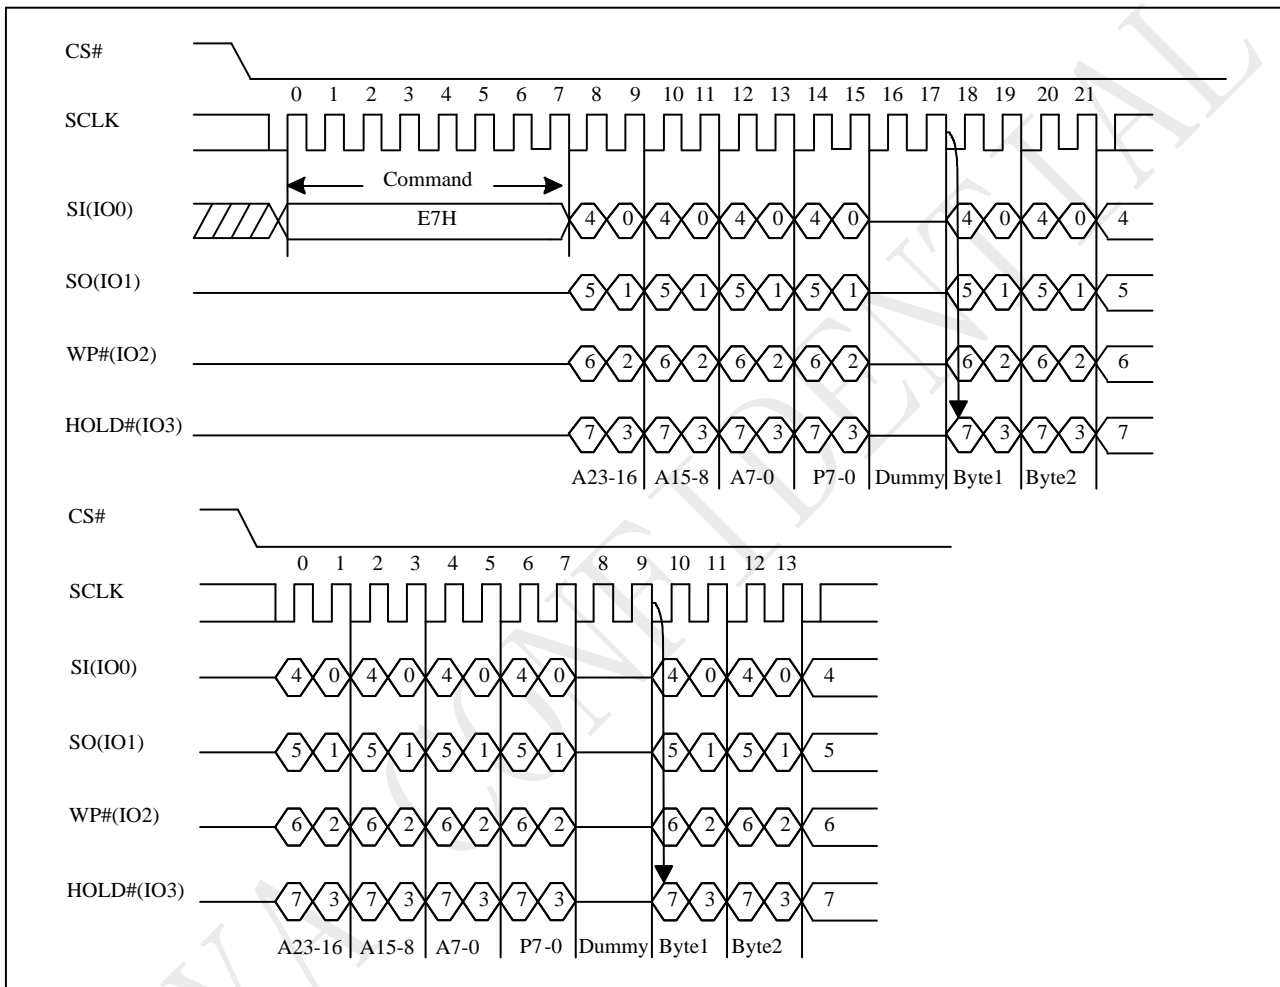 CS#
0 1 2 3 4 5 6 7 8 9 10 11 12 13 14 15 16 17 18 19 20 21
SCLK
Command
SI(IO0) E7H 4 0 4 0 4 0 4 0 4 0 4 0 4
SO(IO1) 5 1 5 1 5 1 5 1 5 1 5 1 5
WP#(IO2) 6 2 6 2 6 2 6 2 6 2 6 2 6
HOLD#(IO3) 7 3 7 3 7 3 7 3 7 3 7 3 7
A23-16 A15-8 A7-0 P7-0 Dummy Byte1 Byte2
CS#
0 1 2 3 4 5 6 7 8 9 10 11 12 13
SCLK
SI(IO0) 4 0 4 0 4 0 4 0 4 0 4 0 4
SO(IO1) 5 1 5 1 5 1 5 1 5 1 5 1 5
WP#(IO2) 6 2 6 2 6 2 6 2 6 2 6 2 6
HOLD#(IO3) 7 3 7 3 7 3 7 3 7 3 7 3 7
A23-16 A15-8 A7-0 P7-0 Dummy Byte1 Byte2
CONFIDENTIAL